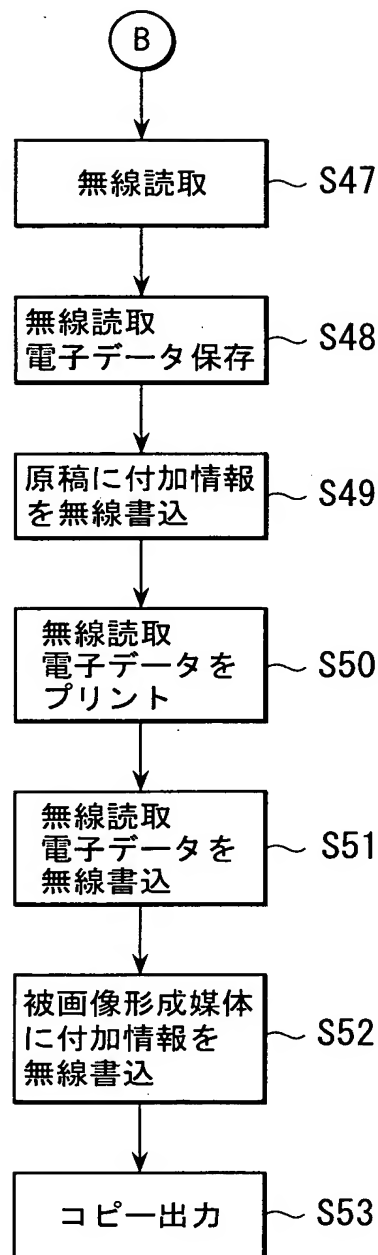 B
無線読取
S47
無線読取
電子データ保存
S48
原稿に付加情報
を無線書込
S49
無線読取
電子データを
プリント
S50
無線読取
電子データを
無線書込
S51
被画像形成媒体
に付加情報を
無線書込
S52
コピー出力
S53